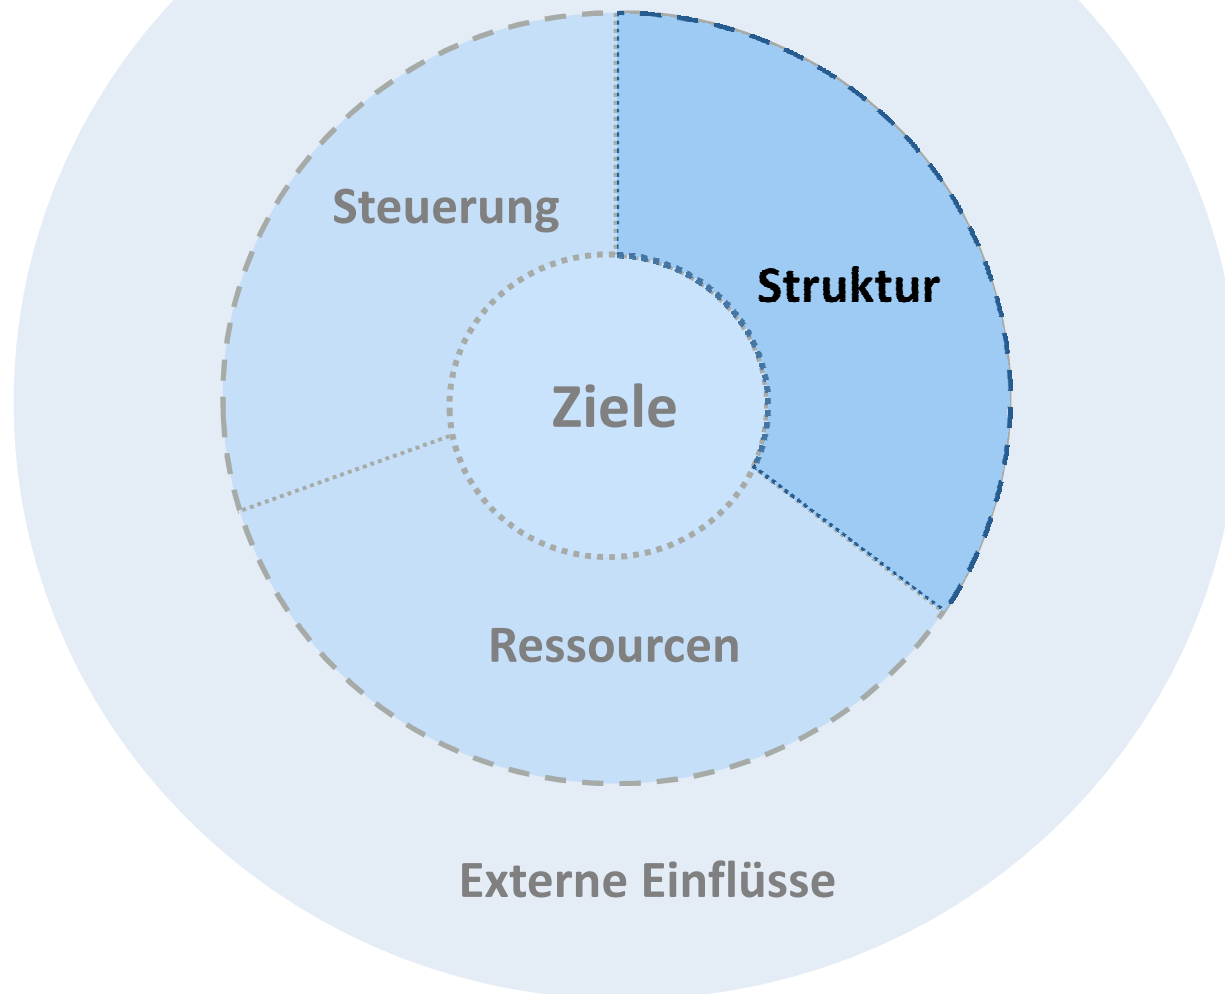 Steuerung
Struktur
Ziele
Ressourcen
Externe Einflüsse